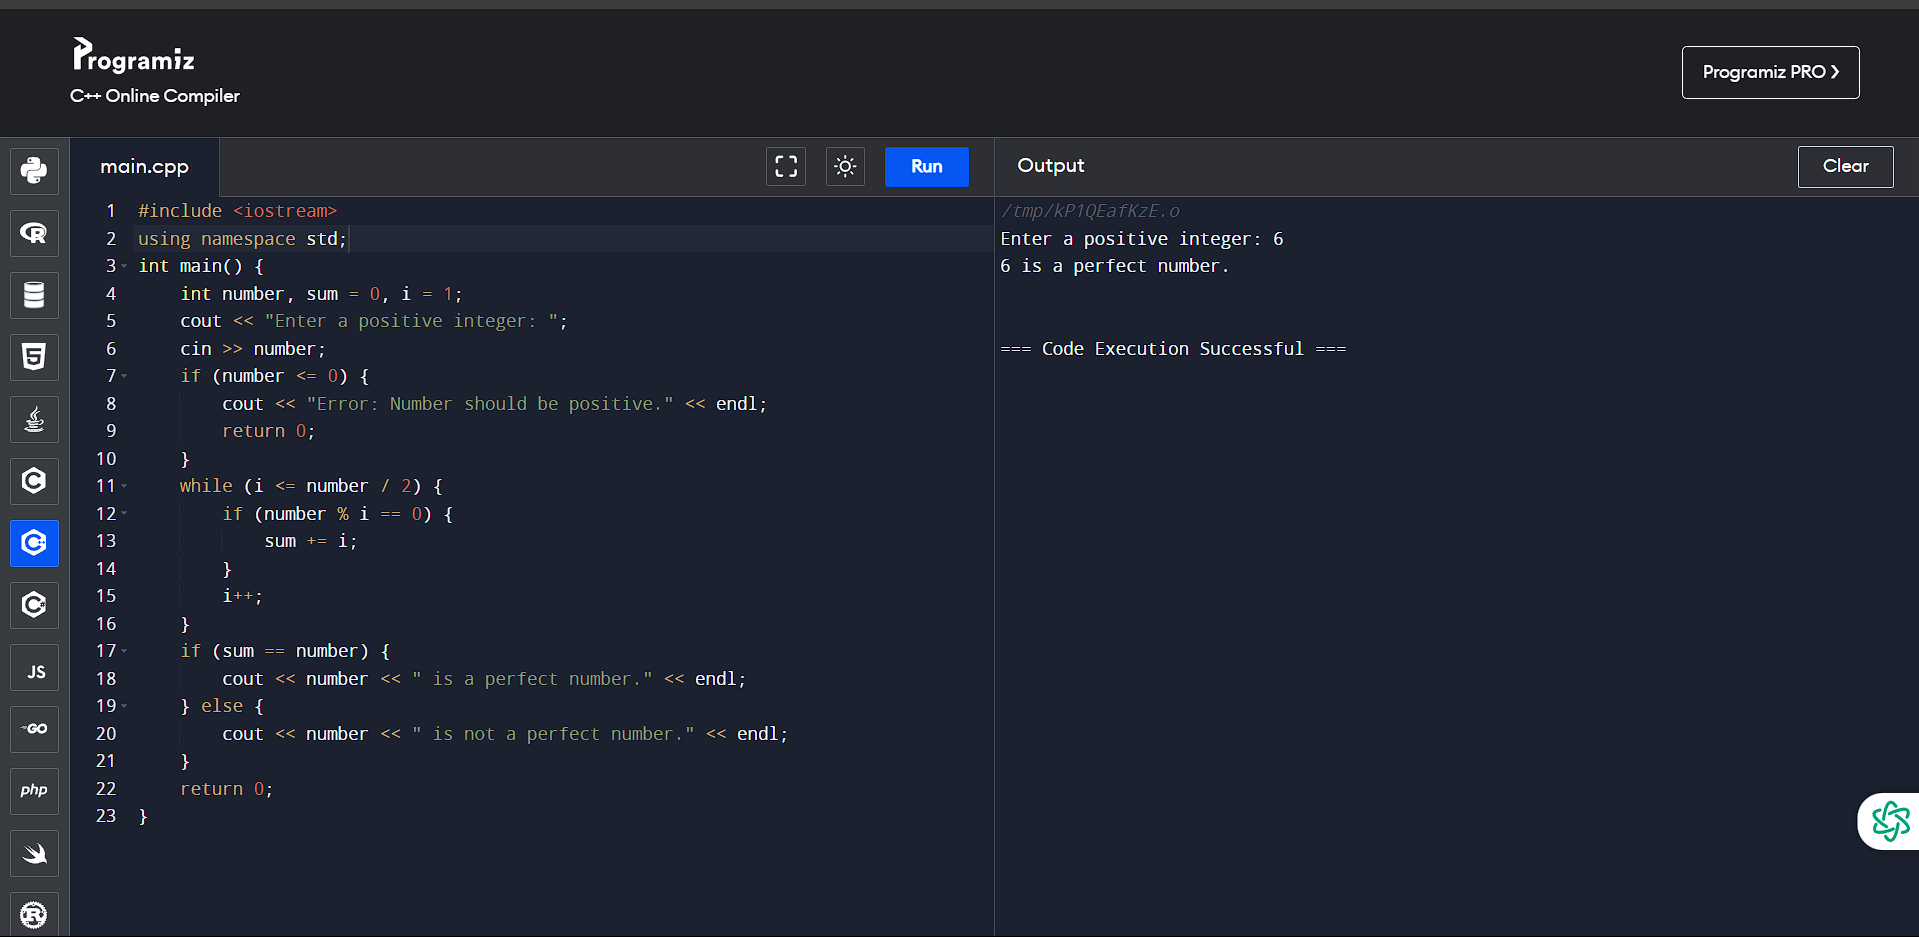 Programiz
C++ Online Compiler
Programiz PRO ❯
main.cpp
Run
Output
Clear
1 #include <iostream>
2 using namespace std;
3 int main() {
4     int number, sum = 0, i = 1;
5     cout << "Enter a positive integer: ";
6     cin >> number;
7     if (number <= 0) {
8         cout << "Error: Number should be positive." << endl;
9         return 0;
10     }
11     while (i <= number / 2) {
12         if (number % i == 0) {
13             sum += i;
14         }
15         i++;
16     }
17     if (sum == number) {
18         cout << number << " is a perfect number." << endl;
19     } else {
20         cout << number << " is not a perfect number." << endl;
21     }
22     return 0;
23 }
/tmp/kP1QEafKzE.o
Enter a positive integer: 6
6 is a perfect number.
=== Code Execution Successful ===
R
5
C
C+
C#
JS
GO
php
R